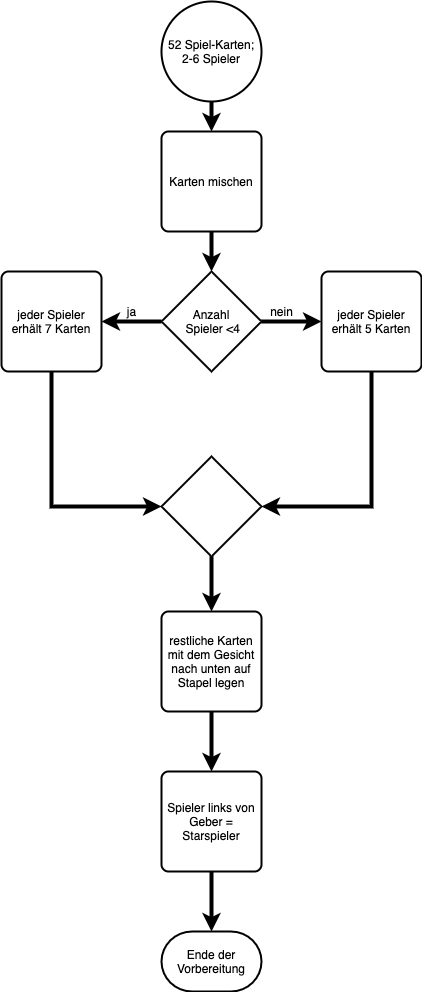 52 Spiel-Karten;
2-6 Spieler
Karten mischen
jeder Spieler
erhält 7 Karten
ja
Anzahl
Spieler <4
nein
jeder Spieler
erhält 5 Karten
restliche Karten
mit dem Gesicht
nach unten auf
Stapel legen
Spieler links von
Geber =
Starspieler
Ende der
Vorbereitung